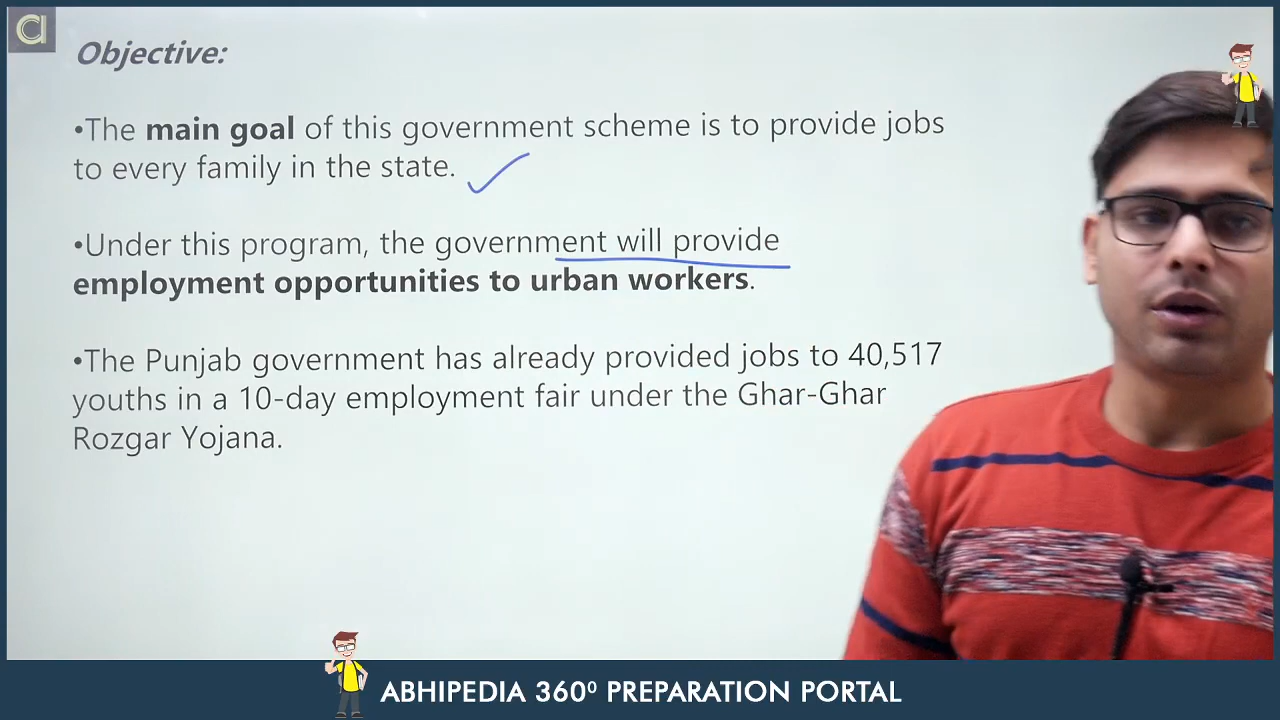 Objective:
•The main goal of this government scheme is to provide jobs
to every family in the state.
•Under this program, the government will provide
employment opportunities to urban workers.
•The Punjab government has already provided jobs to 40,517
youths in a 10-day employment fair under the Ghar-Ghar
Rozgar Yojana.
ABHIPEDIA 360⁰ PREPARATION PORTAL